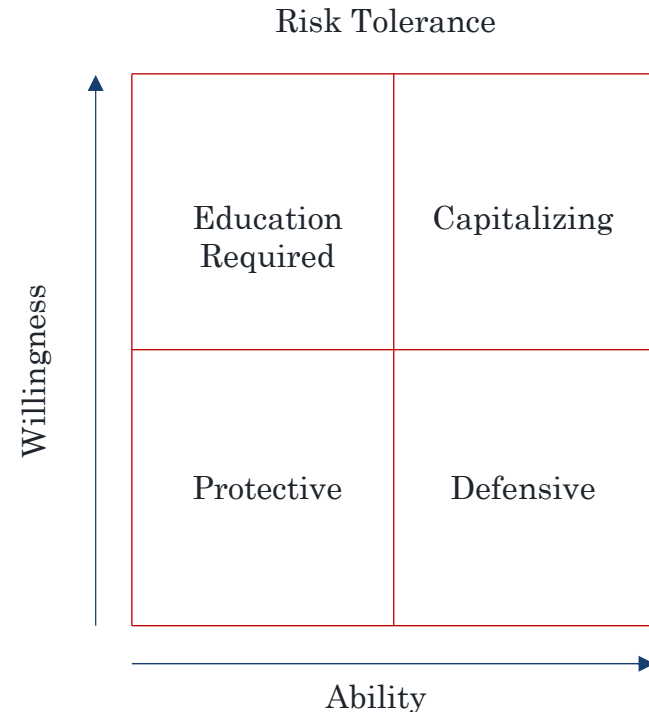 Risk Tolerance
Education
Required
Capitalizing
Willingness
Protective
Defensive
Ability